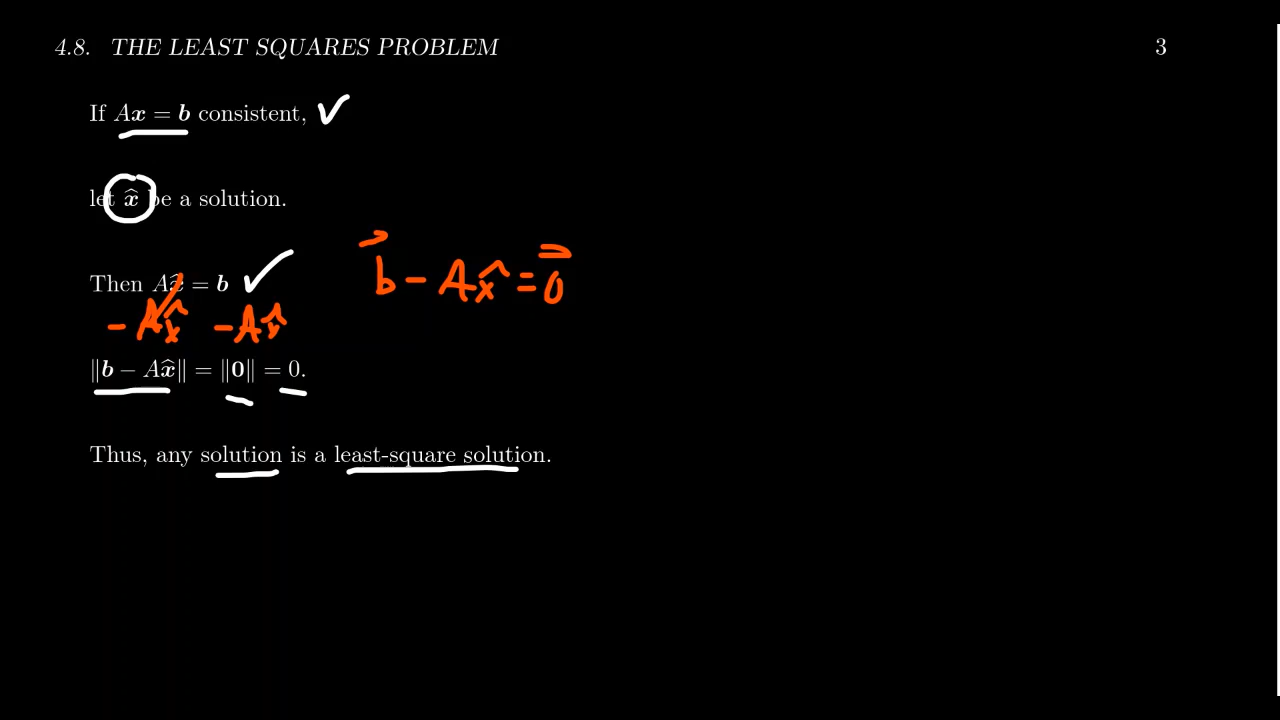 4.8. THE LEAST SQUARES PROBLEM 3
If Ax = b consistent, ✓
let x̂ be a solution.
b⃗ − Ax̂ = 0⃗
Then Ax̂ = b ✓
− Ax̂ − Ax̂
‖b − Ax̂‖ = ‖0‖ = 0.
Thus, any solution is a least-square solution.